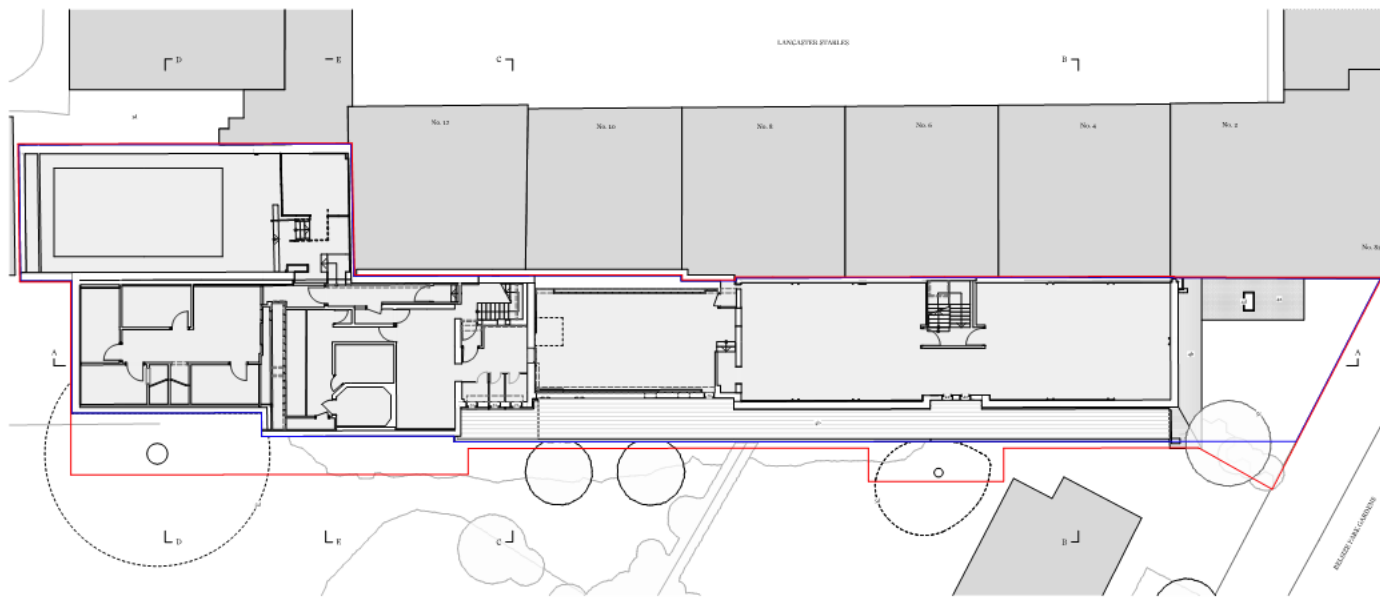 LANCASTER STABLES
D
E
C
B
No. 12
No. 10
No. 8
No. 6
No. 4
No. 2
A
A
D
E
C
B
BELSIZE PARK GARDENS